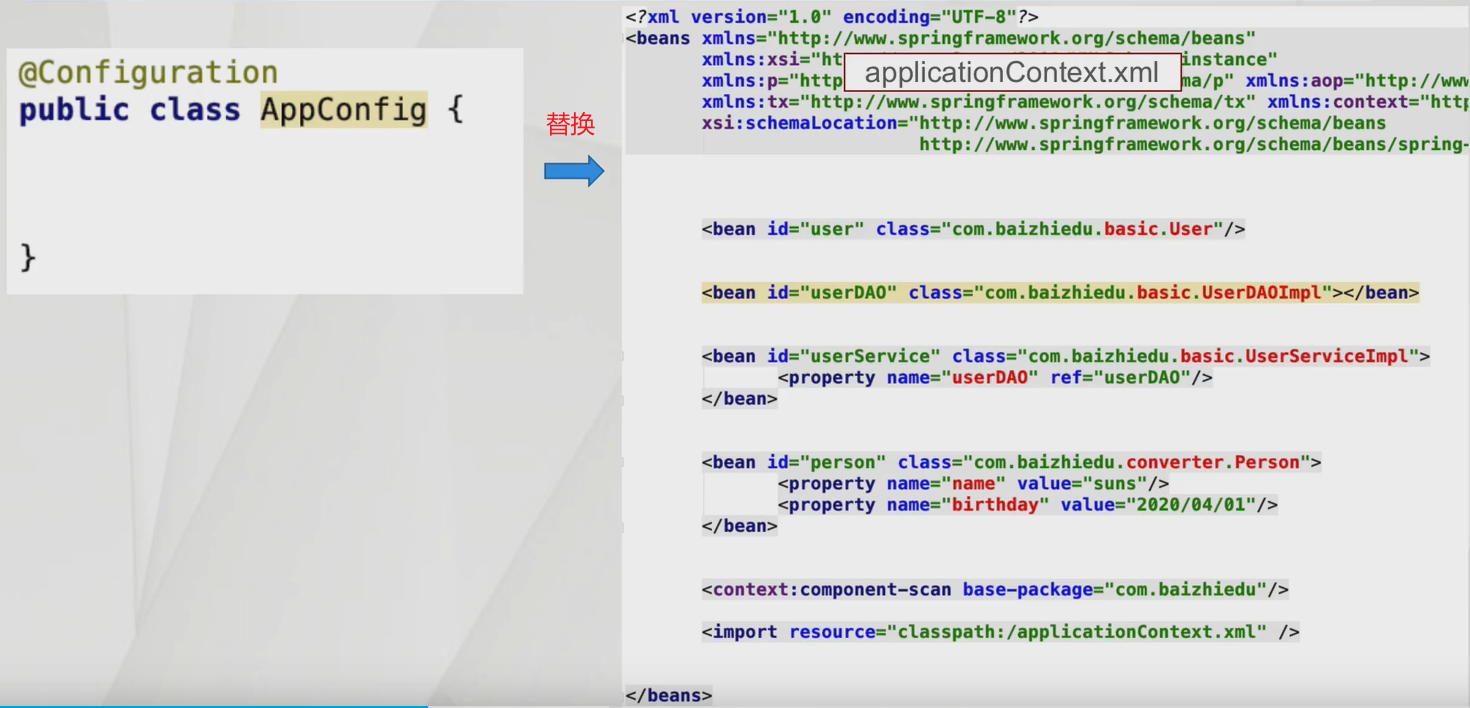 @Configuration
public class AppConfig {
}
替换
<?xml version="1.0" encoding="UTF-8"?>
<beans xmlns="http://www.springframework.org/schema/beans"
xmlns:xsi="ht
instance"
applicationContext.xml
xmlns:p="http
ma/p" xmlns:aop="http://www
xmlns:tx="http://www.springframework.org/schema/tx" xmlns:context="http
xsi:schemaLocation="http://www.springframework.org/schema/beans
http://www.springframework.org/schema/beans/spring-
<bean id="user" class="com.baizhiedu.basic.User"/>
<bean id="userDAO" class="com.baizhiedu.basic.UserDAOImpl"></bean>
<bean id="userService" class="com.baizhiedu.basic.UserServiceImpl">
<property name="userDAO" ref="userDAO"/>
</bean>
<bean id="person" class="com.baizhiedu.converter.Person">
<property name="name" value="suns"/>
<property name="birthday" value="2020/04/01"/>
</bean>
<context:component-scan base-package="com.baizhiedu"/>
<import resource="classpath:/applicationContext.xml" />
</beans>